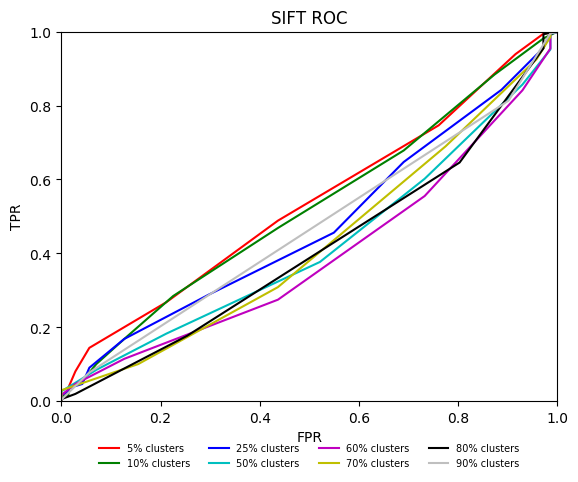 SIFT ROC
1.0
0.8
0.6
0.4
0.2
0.0
TPR
0.0 0.2 0.4 0.6 0.8 1.0
FPR
5% clusters 25% clusters 60% clusters 80% clusters
10% clusters 50% clusters 70% clusters 90% clusters